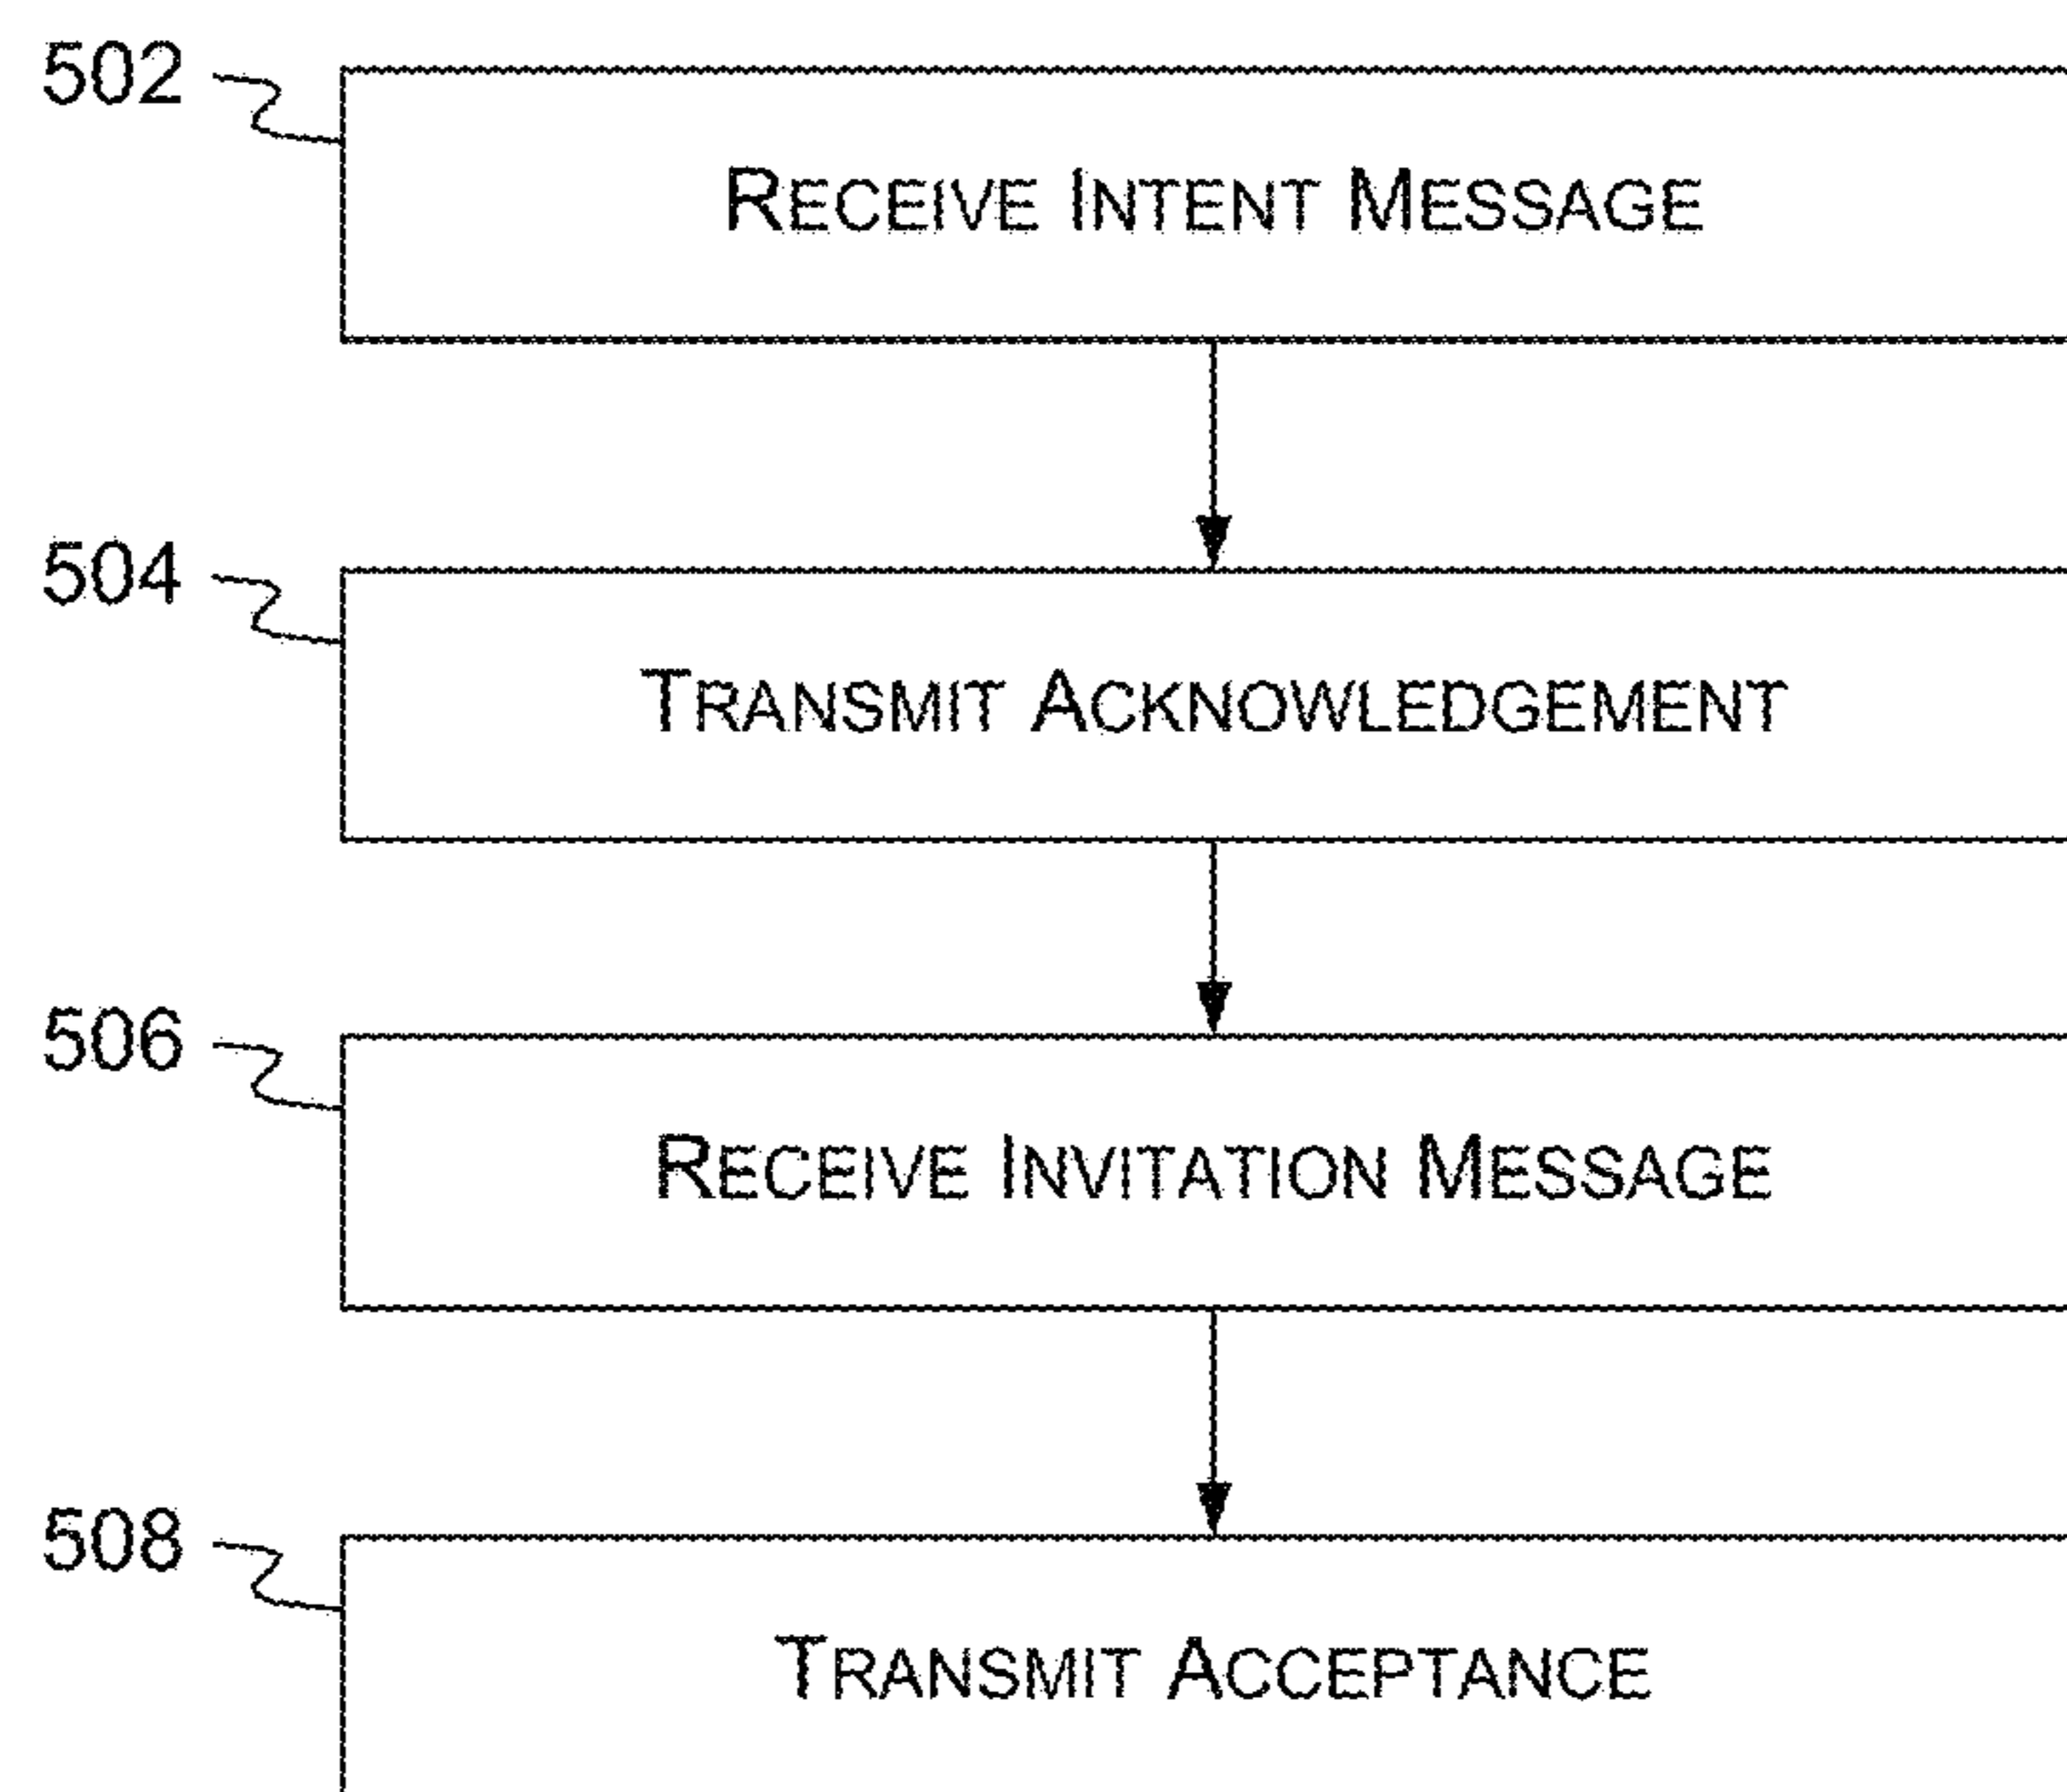 502
RECEIVE INTENT MESSAGE
504
TRANSMIT ACKNOWLEDGEMENT
506
RECEIVE INVITATION MESSAGE
508
TRANSMIT ACCEPTANCE